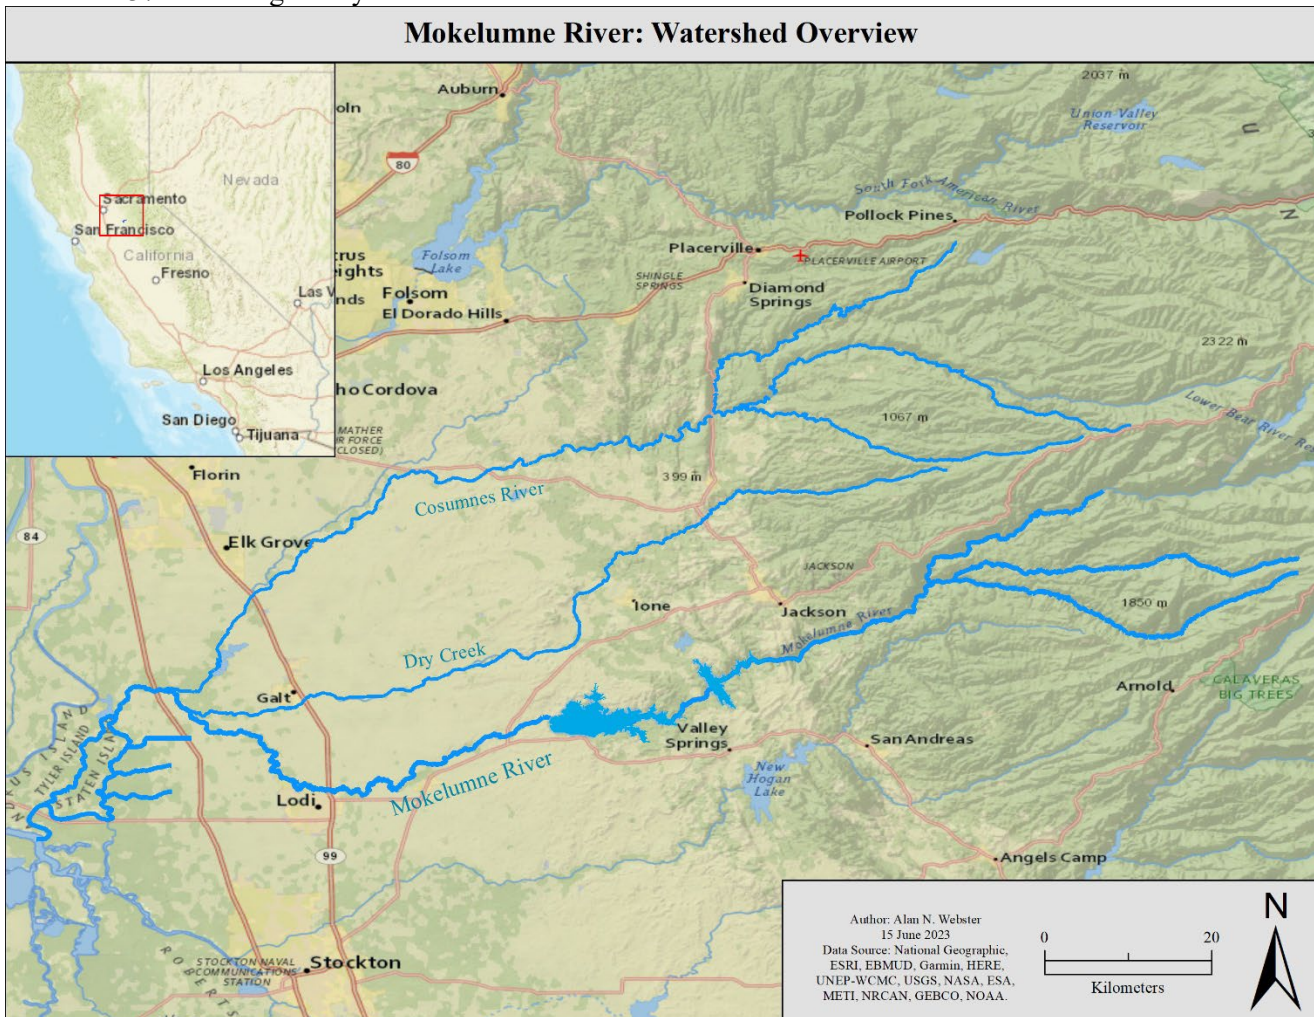 Mokelumne River: Watershed Overview
Nevada
Sacramento
San Francisco
California
Fresno
Los Angeles
San Diego
Tijuana
Auburn
oln
80
2037 m
Union Valley
Reservoir
South Fork American River
Pollock Pines
Placerville
PLACERVILLE AIRPORT
Folsom
Lake
SHINGLE
SPRINGS
Diamond
Springs
trus
eights
nds
Folsom
El Dorado Hills
2322 m
ho Cordova
MATHER
CLOSED)
1067 m
Lower Bear River
399 m
Florin
Cosumnes River
84
Elk Grove
JACKSON
Ione
Jackson
Mokelumne River
1850 m
Dry Creek
CALAVERAS
BIG TREES
Arnold
Galt
TYLER ISLAND
STATEN ISLAND
Valley
Springs
San Andreas
New
Hogan
Lake
Mokelumne River
Lodi
99
Angels Camp
STOCKTON NAVAL
COMMUNICATIONS
STATION
Stockton
Author: Alan N. Webster
15 June 2023
Data Source: National Geographic,
ESRI, EBMUD, Garmin, HERE,
UNEP-WCMC, USGS, NASA, ESA,
METI, NRCAN, GEBCO, NOAA.
0 20
Kilometers
N